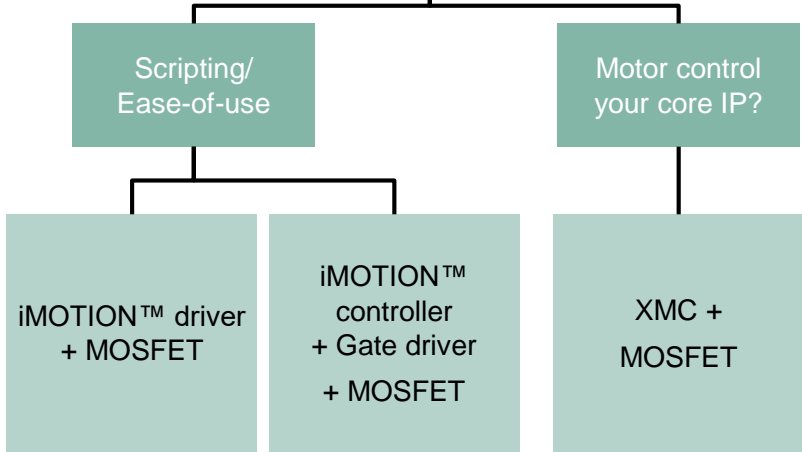 Scripting/
Ease-of-use
Motor control
your core IP?
iMOTION™ driver
+ MOSFET
iMOTION™
controller
+ Gate driver
+ MOSFET
XMC +
MOSFET